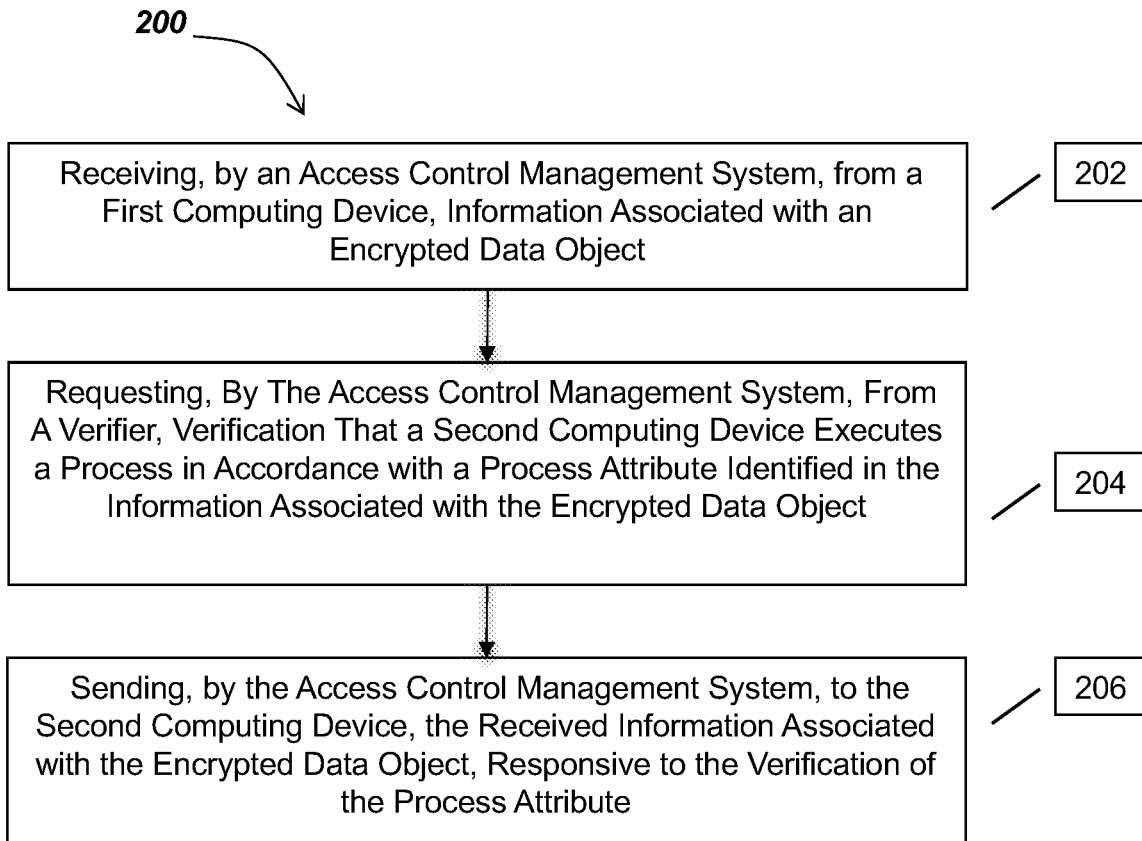 200
Receiving, by an Access Control Management System, from a
First Computing Device, Information Associated with an
Encrypted Data Object
202
Requesting, By The Access Control Management System, From
A Verifier, Verification That a Second Computing Device Executes
a Process in Accordance with a Process Attribute Identified in the
Information Associated with the Encrypted Data Object
204
Sending, by the Access Control Management System, to the
Second Computing Device, the Received Information Associated
with the Encrypted Data Object, Responsive to the Verification of
the Process Attribute
206